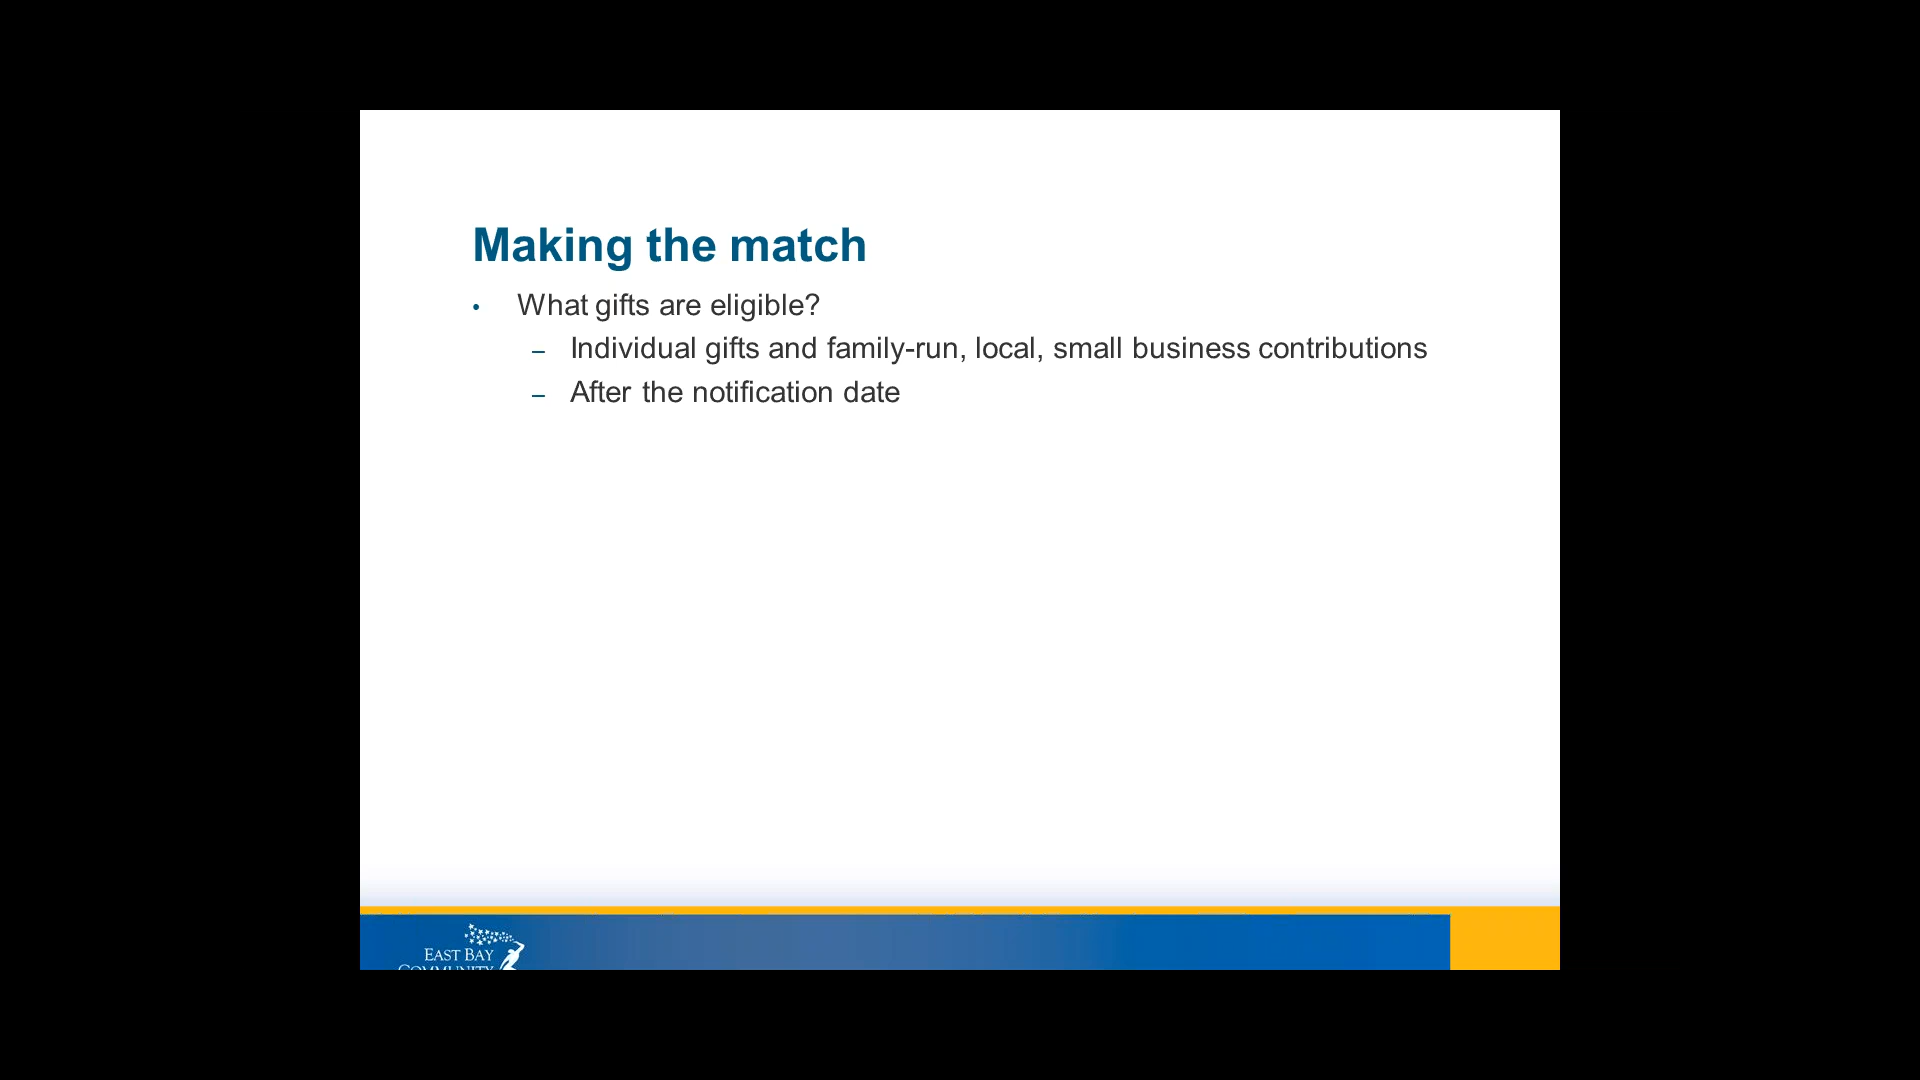 Making the match
• What gifts are eligible?
– Individual gifts and family-run, local, small business contributions
– After the notification date
EAST BAY
COMMUNITY